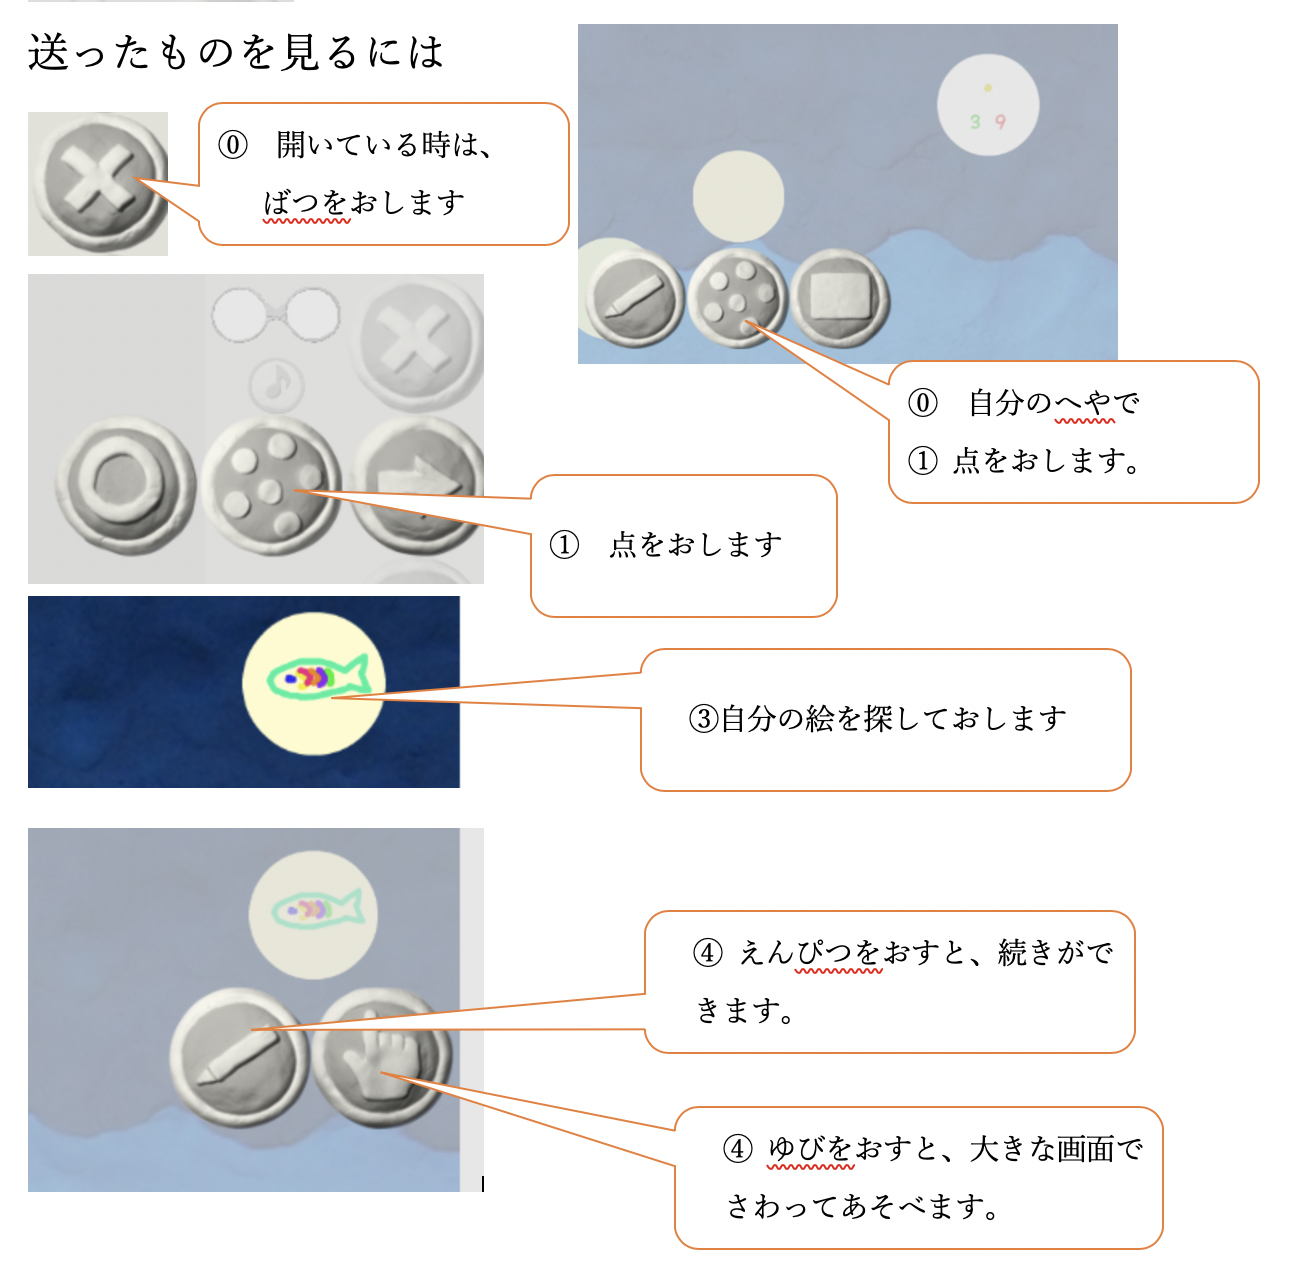 送ったものを見るには
⓪　開いている時は、
ばつをおします
3 9
⓪　自分のへやで
① 点をおします。
①　点をおします
③自分の絵を探しておします
④ えんぴつをおすと、続きがで
きます。
④ ゆびをおすと、大きな画面で
さわってあそべます。